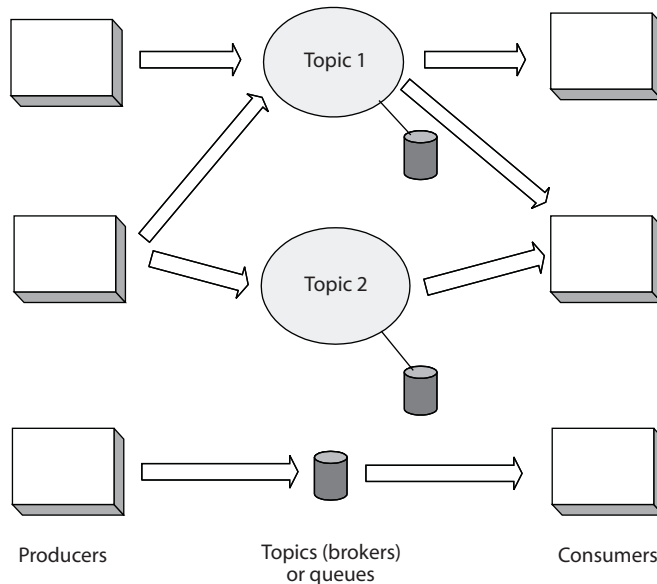 Topic 1
Topic 2
Producers
Topics (brokers)
or queues
Consumers